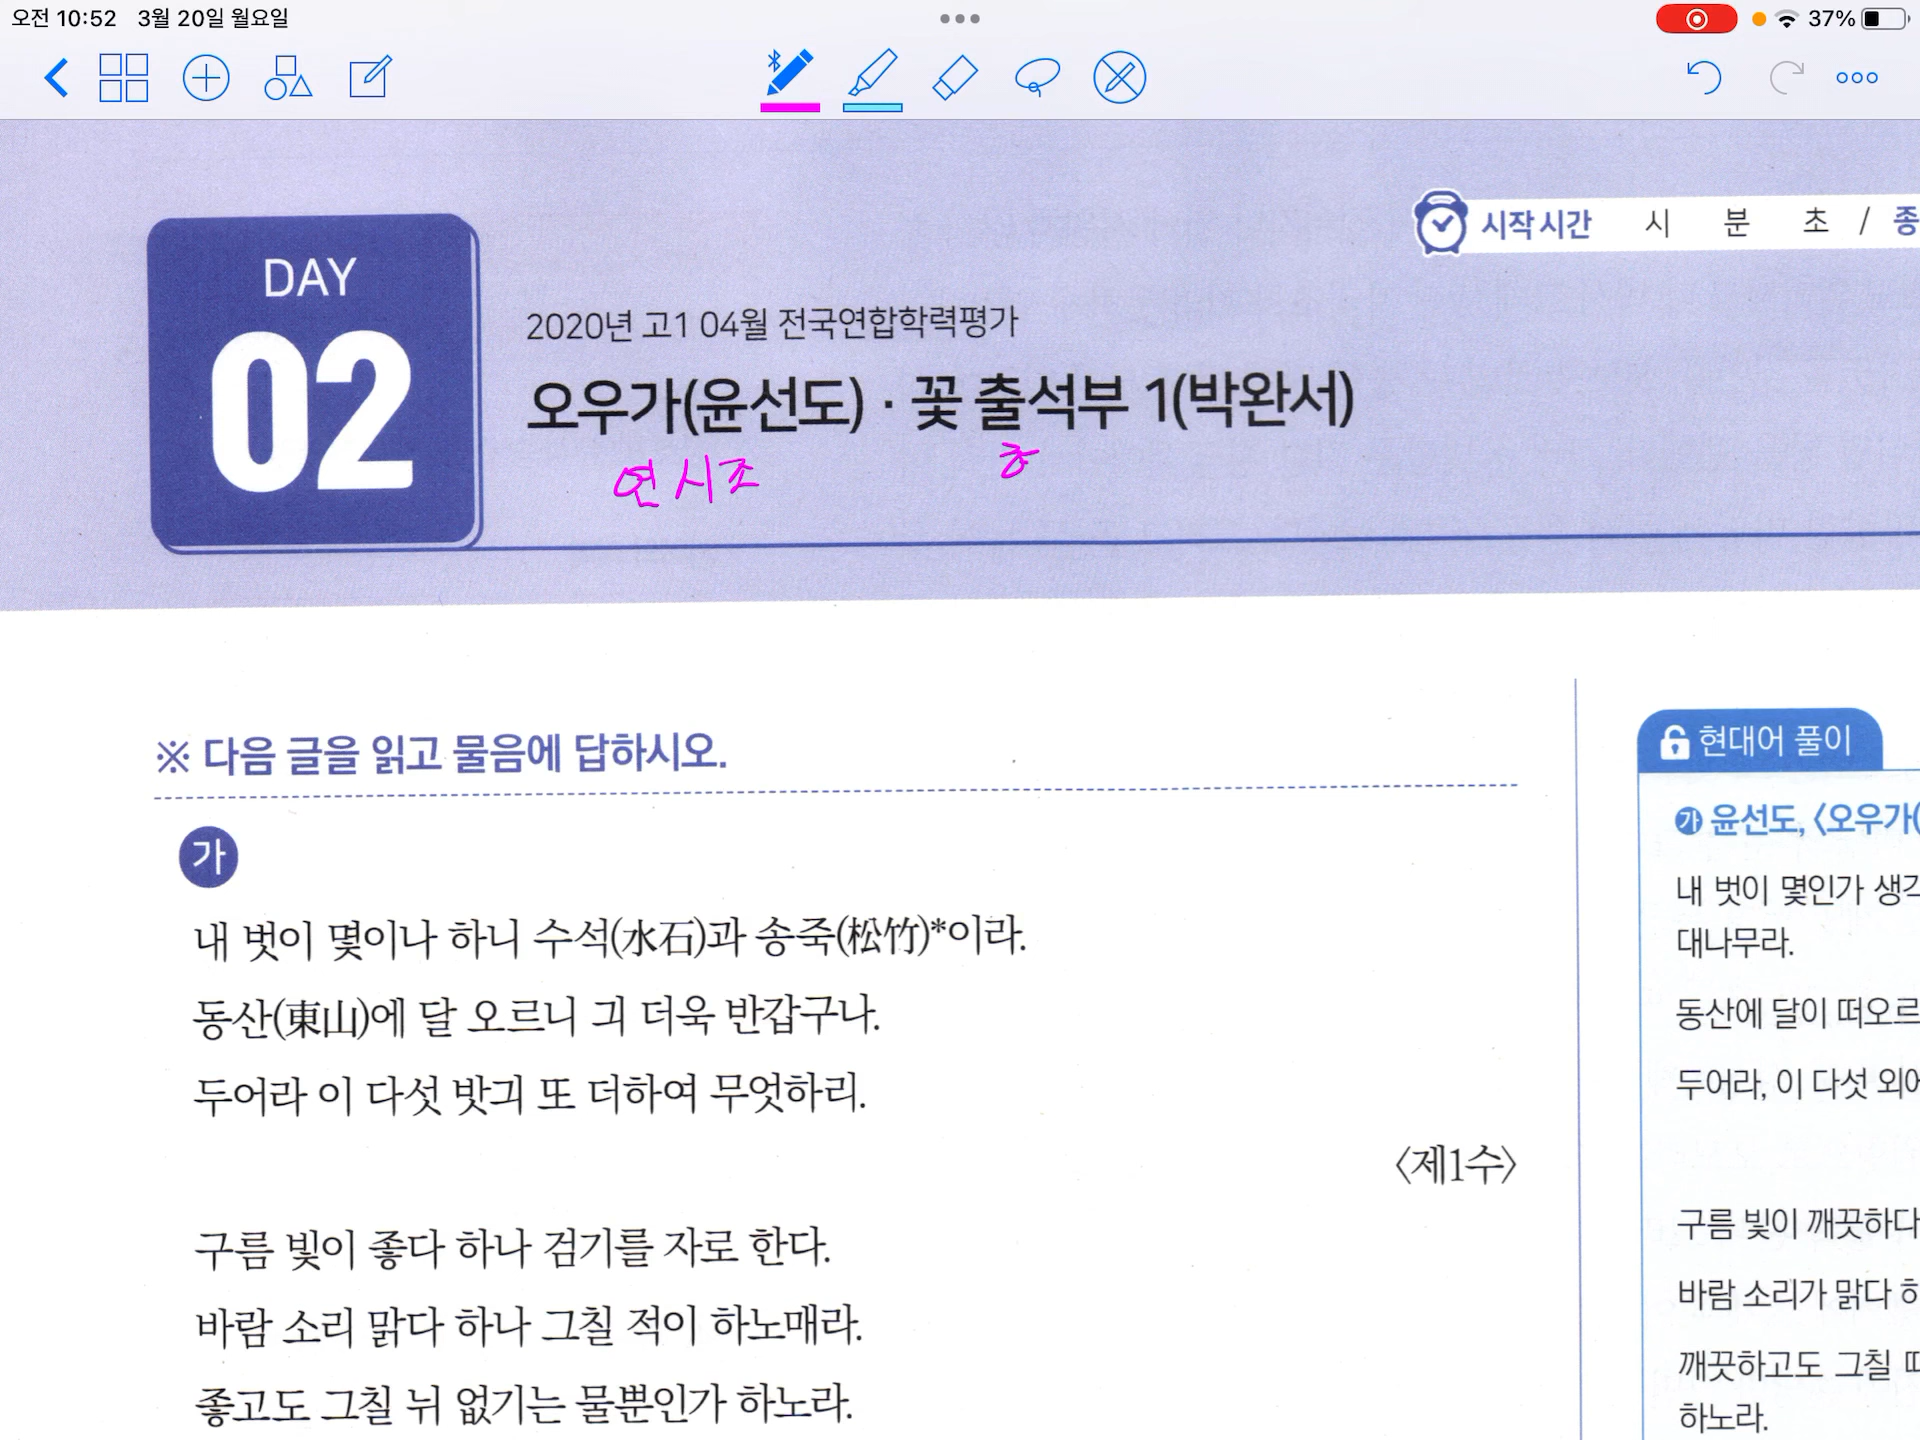 오전 10:52 3월 20일 월요일
37%
시작 시간 시 분 초 / 종
DAY
02
2020년 고1 04월 전국연합학력평가
오우가(윤선도) · 꽃 출석부 1(박완서)
연시조
※ 다음 글을 읽고 물음에 답하시오.
가
내 벗이 몇이나 하니 수석(水石)과 송죽(松竹)*이라.
동산(東山)에 달 오르니 긔 더욱 반갑구나.
두어라 이 다섯 밧긔 또 더하여 무엇하리.
〈제1수〉
구름 빛이 좋다 하나 검기를 자로 한다.
바람 소리 맑다 하나 그칠 적이 하노매라.
좋고도 그칠 뉘 없기는 물뿐인가 하노라.
현대어 풀이
가 윤선도, 〈오우가(
내 벗이 몇인가 생각
대나무라.
동산에 달이 떠오르
두어라, 이 다섯 외에
구름 빛이 깨끗하다
바람 소리가 맑다 하
깨끗하고도 그칠 때
하노라.